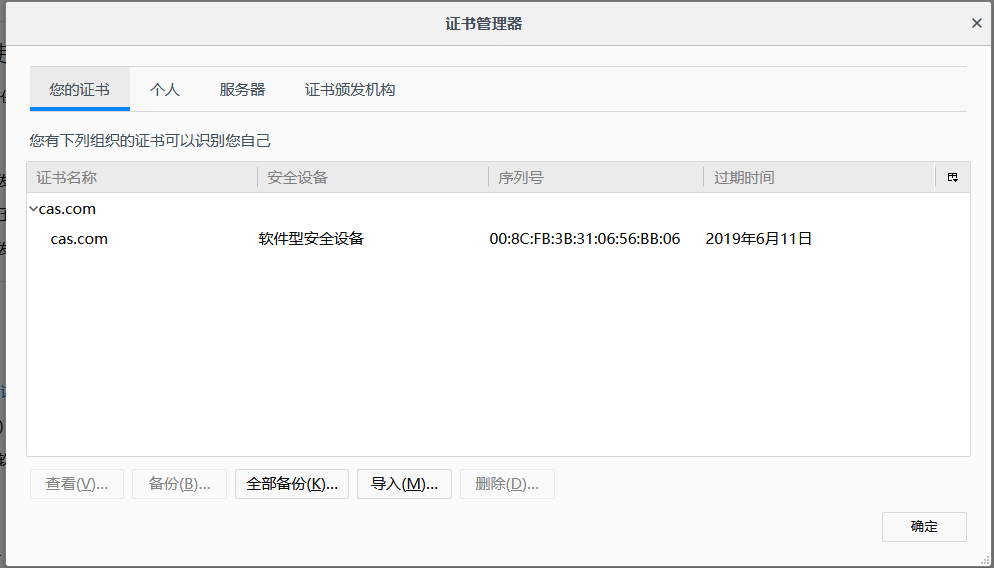 证书管理器
您的证书 个人 服务器 证书颁发机构
您有下列组织的证书可以识别您自己
证书名称 安全设备 序列号 过期时间
cas.com
cas.com 软件型安全设备 00:8C:FB:3B:31:06:56:BB:06 2019年6月11日
查看(V)... 备份(B)... 全部备份(K)... 导入(M)... 删除(D)...
确定